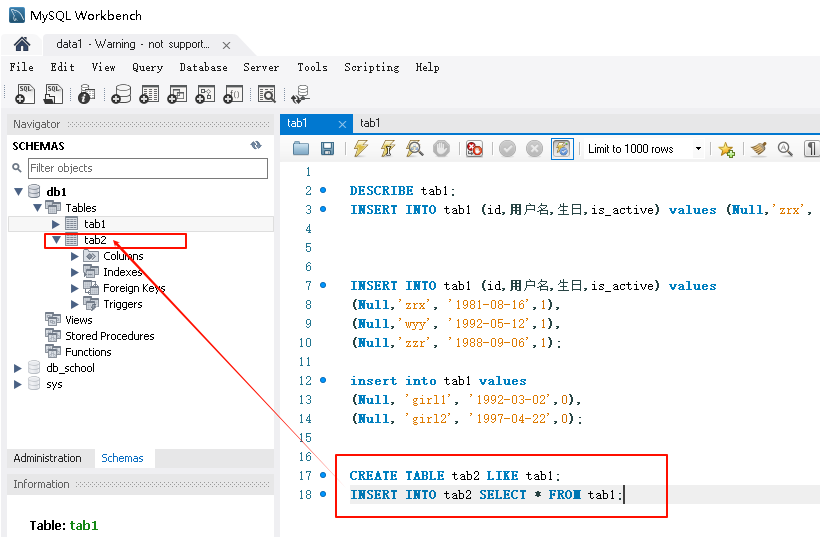 MySQL Workbench
data1 - Warning - not support...
File Edit View Query Database Server Tools Scripting Help
Navigator
SCHEMAS
Filter objects
db1
Tables
tab1
tab2
Columns
Indexes
Foreign Keys
Triggers
Views
Stored Procedures
Functions
db_school
sys
Administration Schemas
Information
Table: tab1
tab1 tab1
Limit to 1000 rows
1
2 DESCRIBE tab1;
3 INSERT INTO tab1 (id,用户名,生日,is_active) values (Null,'zrx',
4
5
6
7 INSERT INTO tab1 (id,用户名,生日,is_active) values
8 (Null,'zrx', '1981-08-16',1),
9 (Null,'wyy', '1992-05-12',1),
10 (Null,'zzr', '1988-09-06',1);
11
12 insert into tab1 values
13 (Null, 'girl1', '1992-03-02',0),
14 (Null, 'girl2', '1997-04-22',0);
15
16
17 CREATE TABLE tab2 LIKE tab1;
18 INSERT INTO tab2 SELECT * FROM tab1;